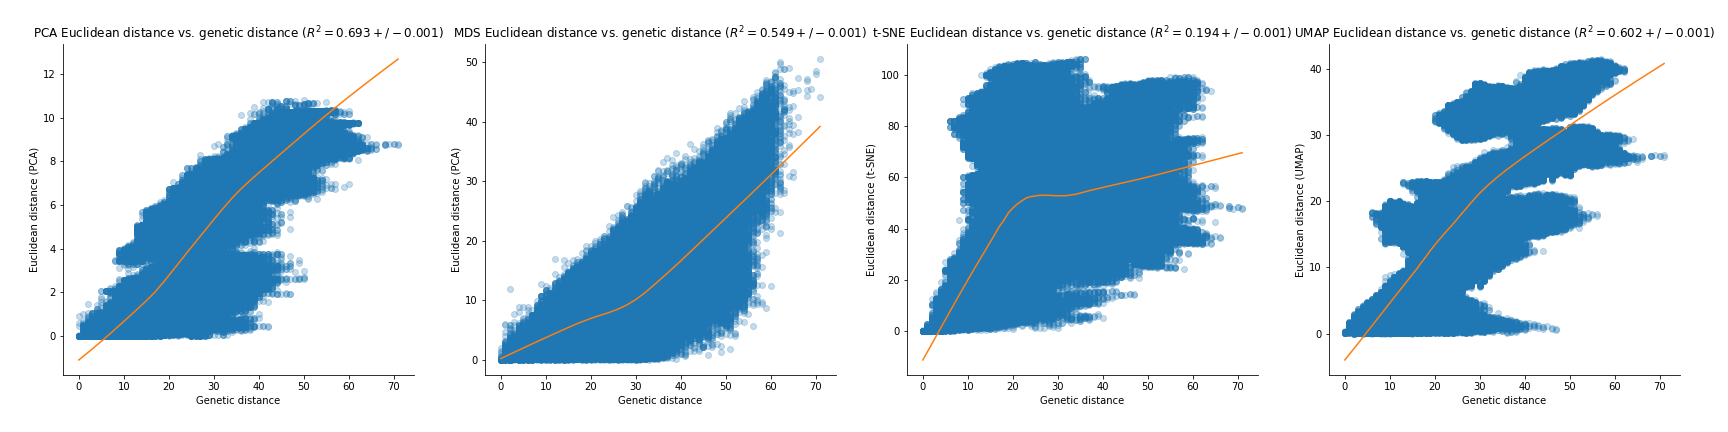 PCA Euclidean distance vs. genetic distance (R² = 0.693 + / − 0.001)
12
10
8
6
4
2
0
Euclidean distance (PCA)
0 10 20 30 40 50 60 70
Genetic distance
MDS Euclidean distance vs. genetic distance (R² = 0.549 + / − 0.001)
50
40
30
20
10
0
Euclidean distance (PCA)
0 10 20 30 40 50 60 70
Genetic distance
t-SNE Euclidean distance vs. genetic distance (R² = 0.194 + / − 0.001)
100
80
60
40
20
0
Euclidean distance (t-SNE)
0 10 20 30 40 50 60 70
Genetic distance
UMAP Euclidean distance vs. genetic distance (R² = 0.602 + / − 0.001)
40
30
20
10
0
Euclidean distance (UMAP)
0 10 20 30 40 50 60 70
Genetic distance